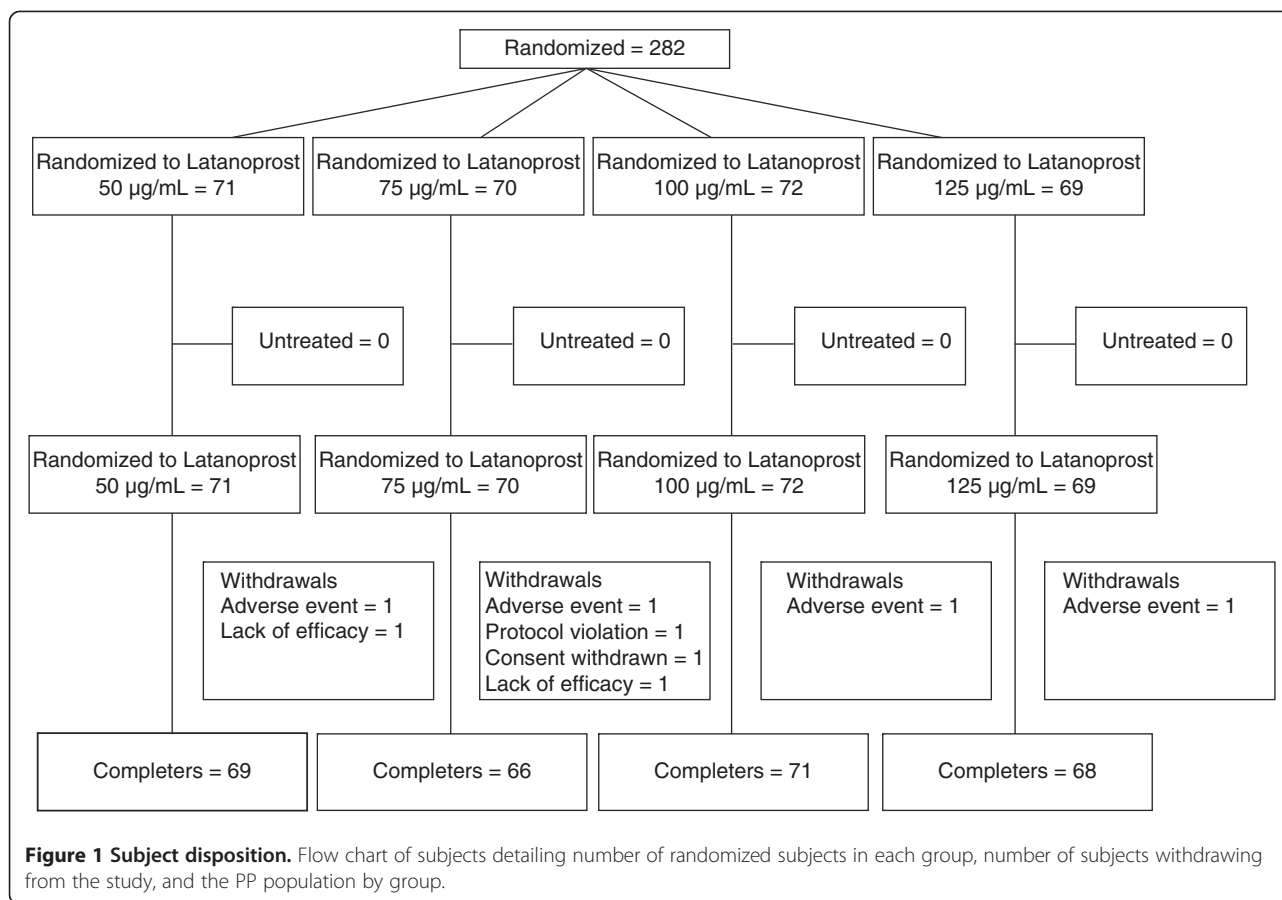 Randomized = 282
Randomized to Latanoprost
50 µg/mL = 71
Randomized to Latanoprost
75 µg/mL = 70
Randomized to Latanoprost
100 µg/mL = 72
Randomized to Latanoprost
125 µg/mL = 69
Untreated = 0
Untreated = 0
Untreated = 0
Untreated = 0
Randomized to Latanoprost
50 µg/mL = 71
Randomized to Latanoprost
75 µg/mL = 70
Randomized to Latanoprost
100 µg/mL = 72
Randomized to Latanoprost
125 µg/mL = 69
Withdrawals
Adverse event = 1
Lack of efficacy = 1
Withdrawals
Adverse event = 1
Protocol violation = 1
Consent withdrawn = 1
Lack of efficacy = 1
Withdrawals
Adverse event = 1
Withdrawals
Adverse event = 1
Completers = 69
Completers = 66
Completers = 71
Completers = 68
Figure 1 Subject disposition. Flow chart of subjects detailing number of randomized subjects in each group, number of subjects withdrawing
from the study, and the PP population by group.